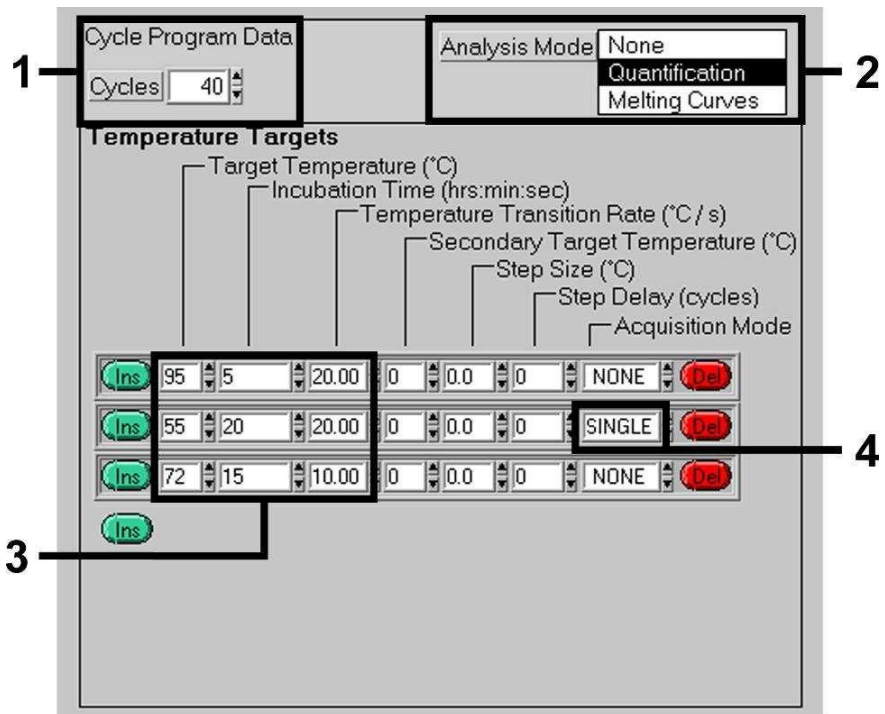 Cycle Program Data
1
Cycles 40
Analysis Mode None
Quantification
Melting Curves
2
Temperature Targets
Target Temperature (°C)
Incubation Time (hrs:min:sec)
Temperature Transition Rate (°C / s)
Secondary Target Temperature (°C)
Step Size (°C)
Step Delay (cycles)
Acquisition Mode
Ins 95 5 20.00 0 0.0 0 NONE Del
Ins 55 20 20.00 0 0.0 0 SINGLE Del
4
Ins 72 15 10.00 0 0.0 0 NONE Del
Ins
3